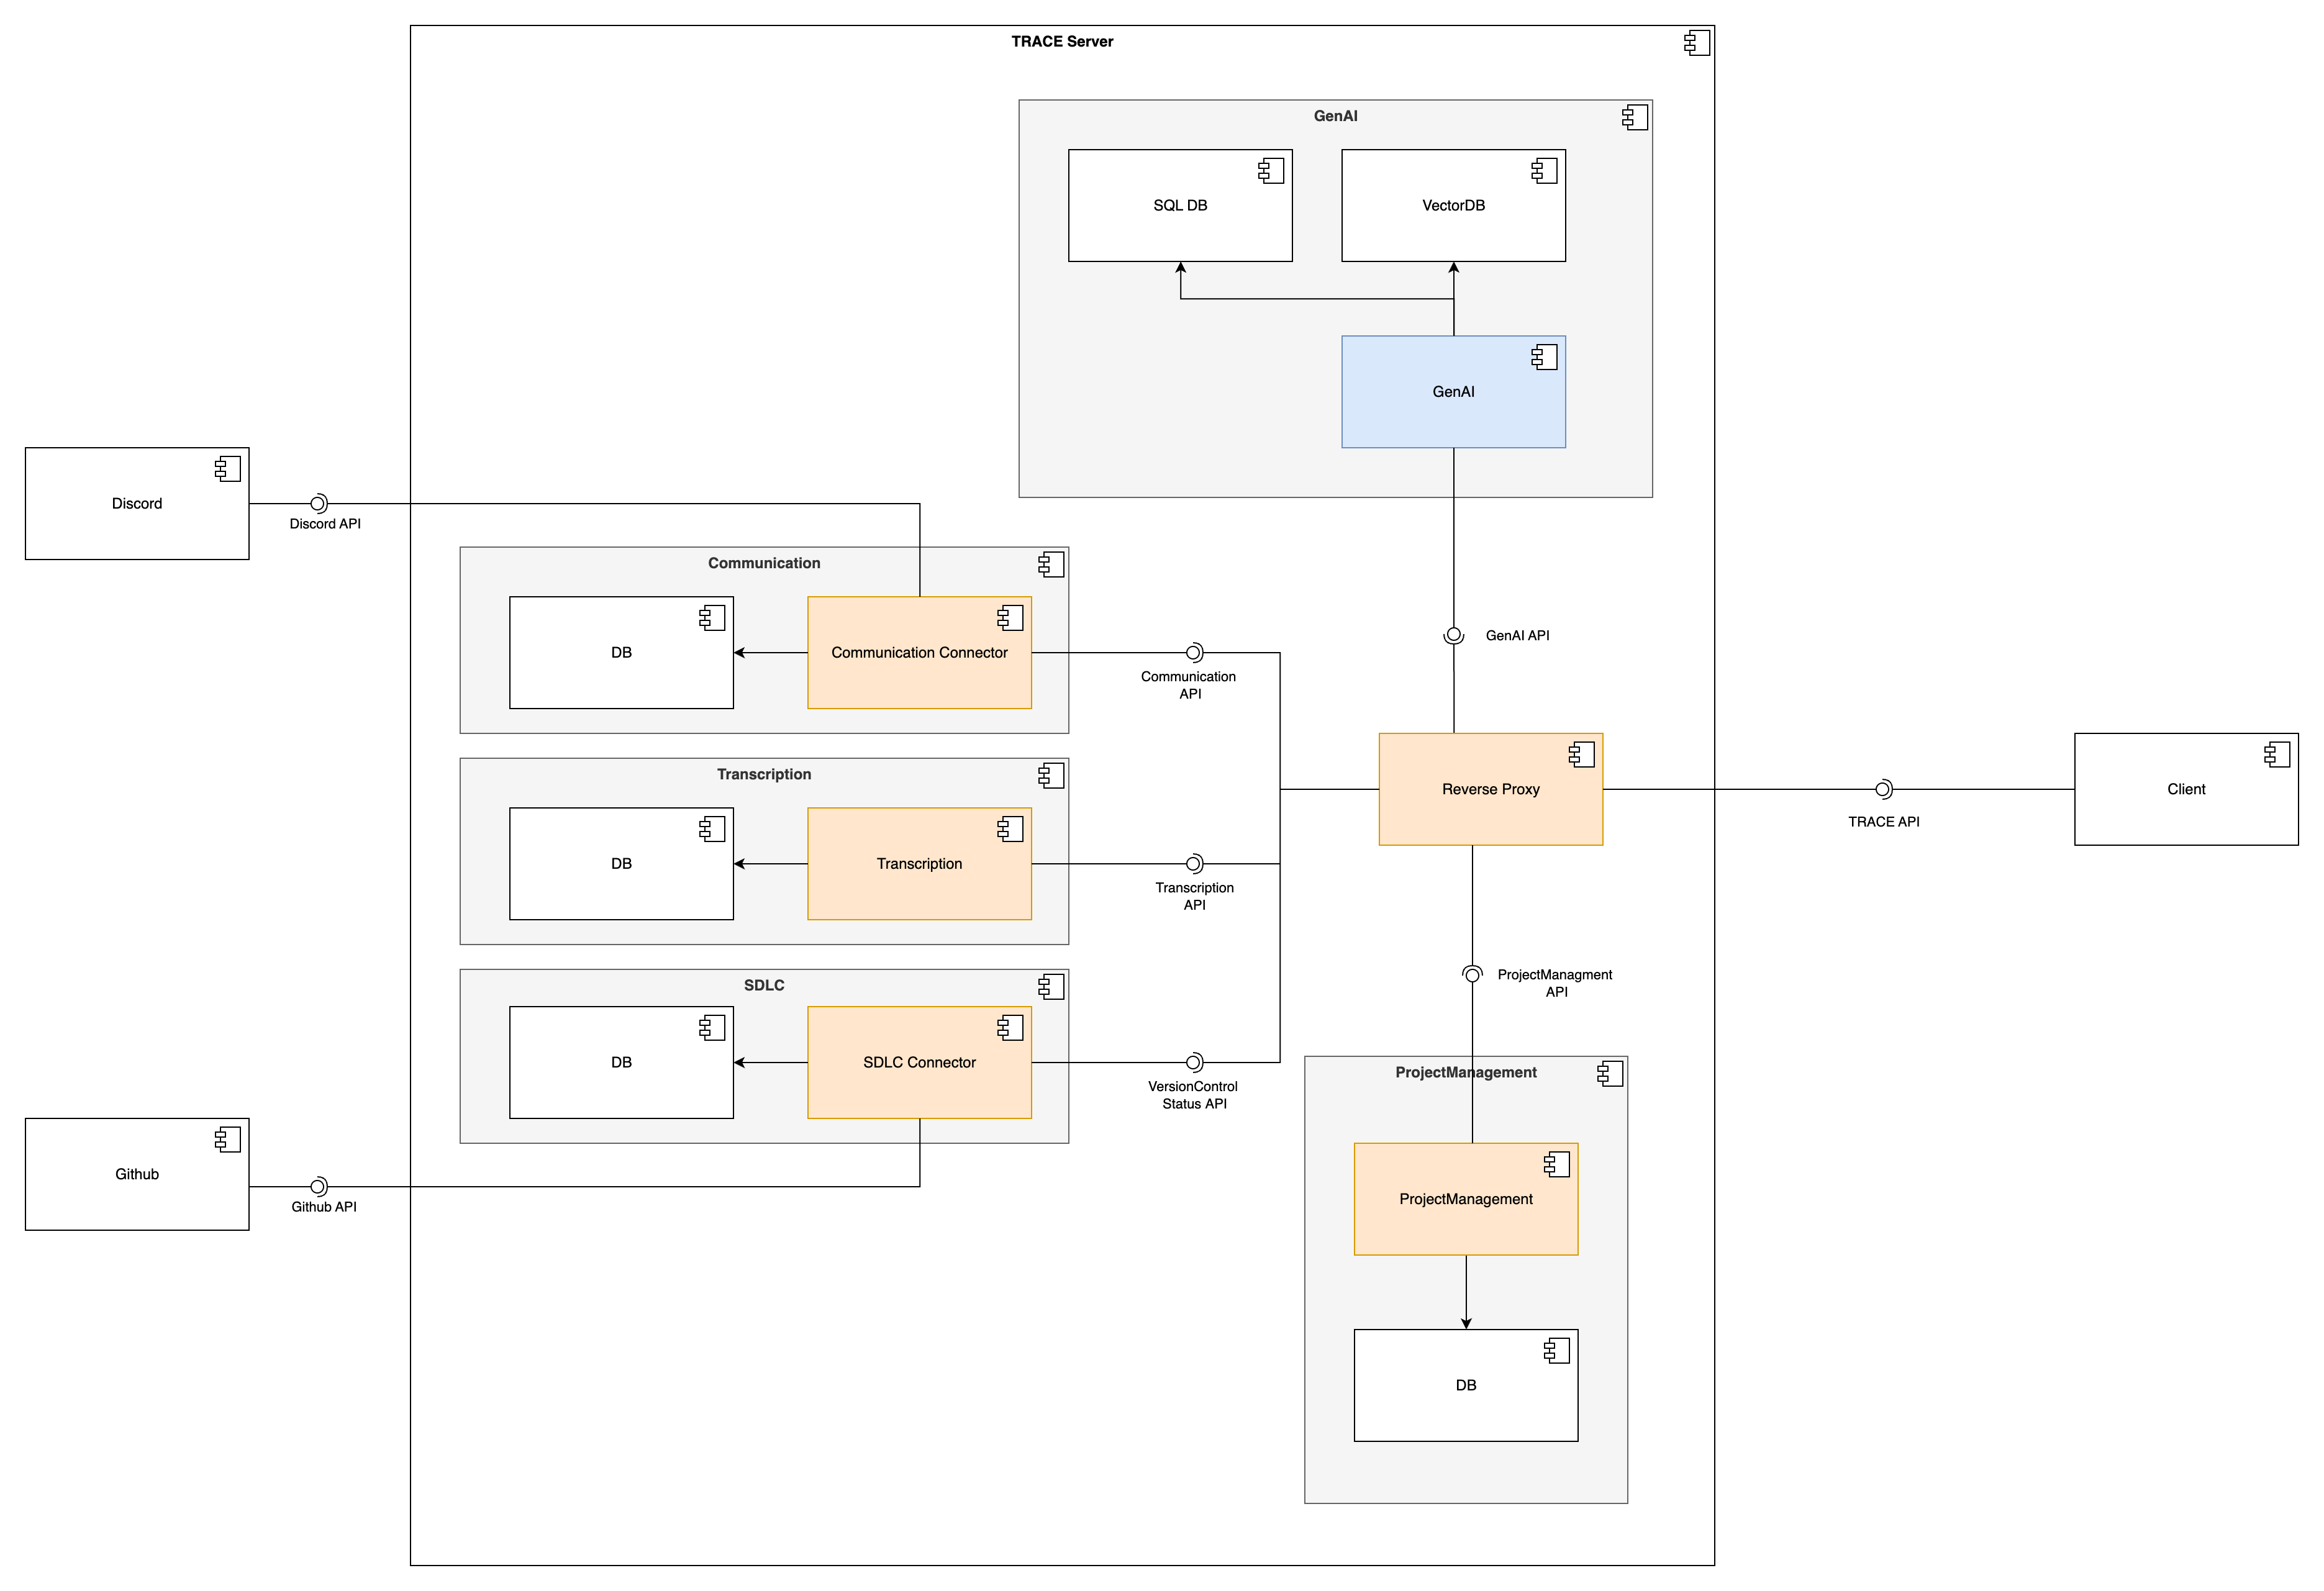 TRACE Server
GenAI
SQL DB
VectorDB
GenAI
Discord
Discord API
Communication
DB
Communication Connector
Communication
API
GenAI API
Transcription
DB
Transcription
Transcription
API
Reverse Proxy
TRACE API
Client
SDLC
DB
SDLC Connector
VersionControl
Status API
ProjectManagment
API
Github
Github API
ProjectManagement
ProjectManagement
DB